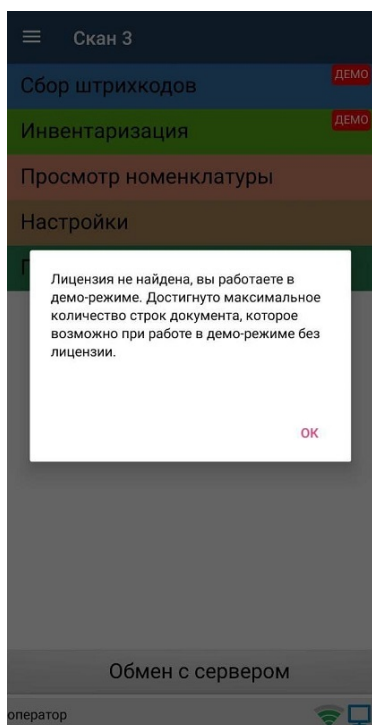 Скан 3
Сбор штрихкодов
ДЕМО
Инвентаризация
ДЕМО
Просмотр номенклатуры
Настройки
Лицензия не найдена, вы работаете в
демо-режиме. Достигнуто максимальное
количество строк документа, которое
возможно при работе в демо-режиме без
лицензии.
ОК
Обмен с сервером
оператор